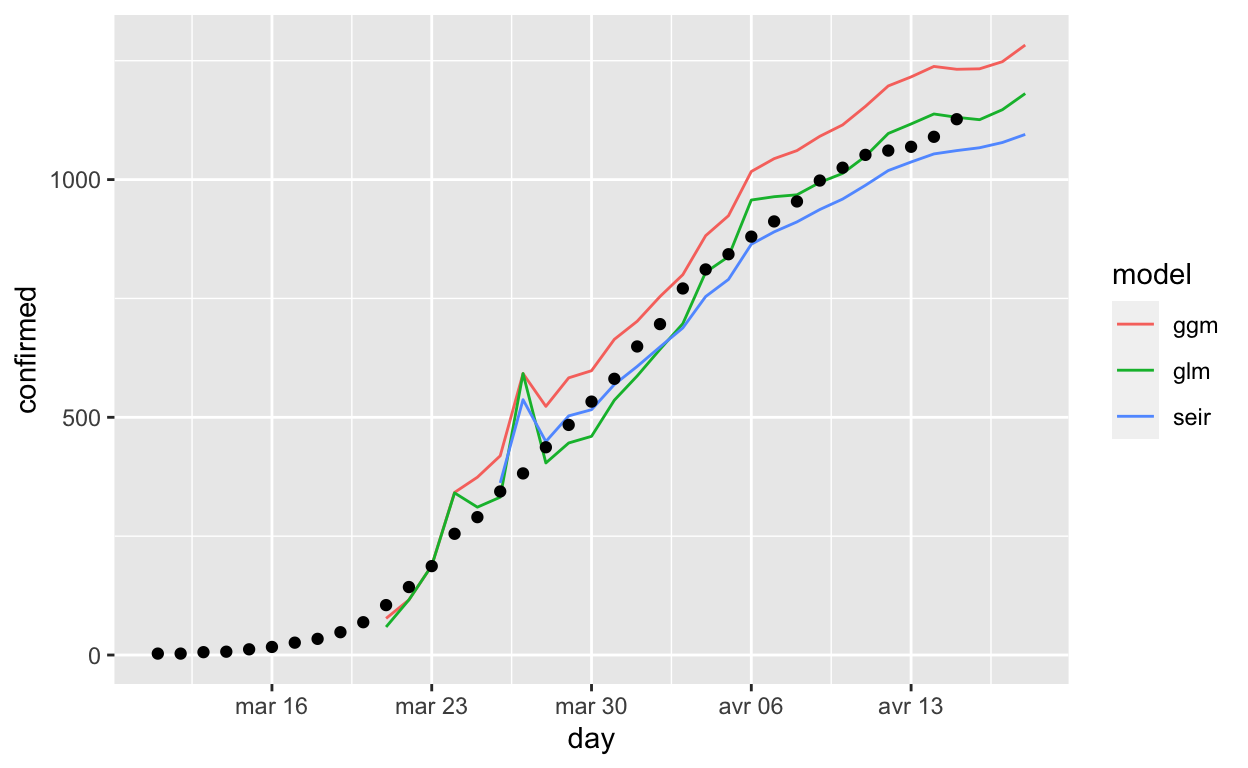 confirmed
1000
500
0
mar 16
mar 23
mar 30
avr 06
avr 13
day
model
ggm
glm
seir